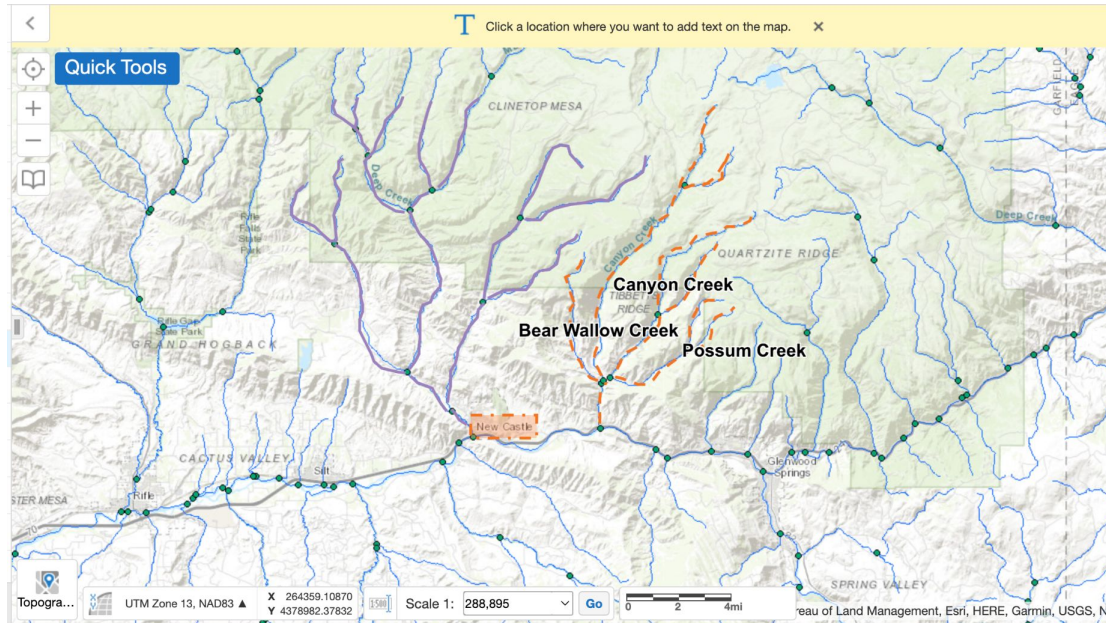 T Click a location where you want to add text on the map. ×
Quick Tools
CLINETOP MESA
GARFIELD
EAGLE
Deep Creek
Rifle
Falls
State
Park
Deep Creek
Canyon Creek
QUARTZITE RIDGE
Canyon Creek
TIBBETTS
RIDGE
Bear Wallow Creek
Possum Creek
Rifle Gap
State Park
GRAND HOGBACK
New Castle
CACTUS VALLEY
Silt
Glenwood
Springs
STER MESA
Rifle
70
SPRING VALLEY
Topogra...
X
Y
UTM Zone 13, NAD83 ▲
X 264359.10870
Y 4378982.37832
1:500
Scale 1: 288,895
Go
0 2 4mi
reau of Land Management, Esri, HERE, Garmin, USGS, N